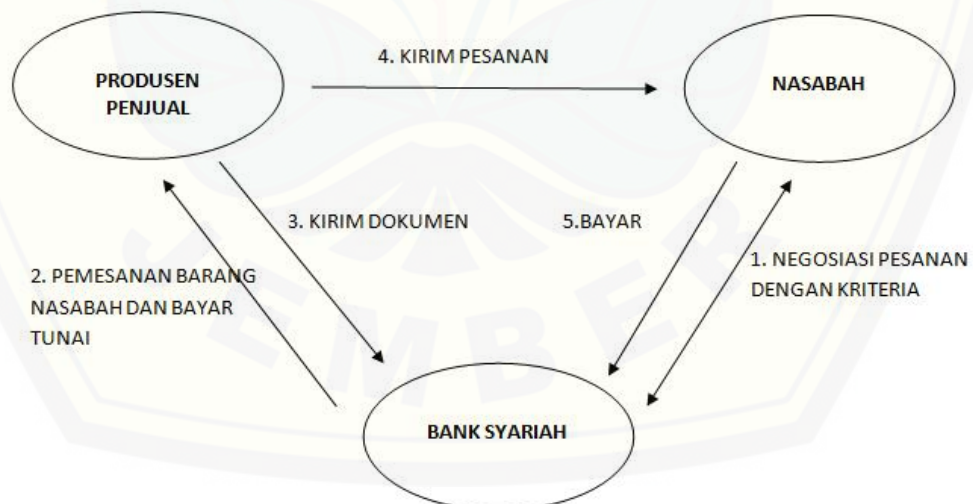 4. KIRIM PESANAN
PRODUSEN
PENJUAL
NASABAH
3. KIRIM DOKUMEN
5.BAYAR
2. PEMESANAN BARANG
NASABAH DAN BAYAR
TUNAI
1. NEGOSIASI PESANAN
DENGAN KRITERIA
BANK SYARIAH
JEMBER